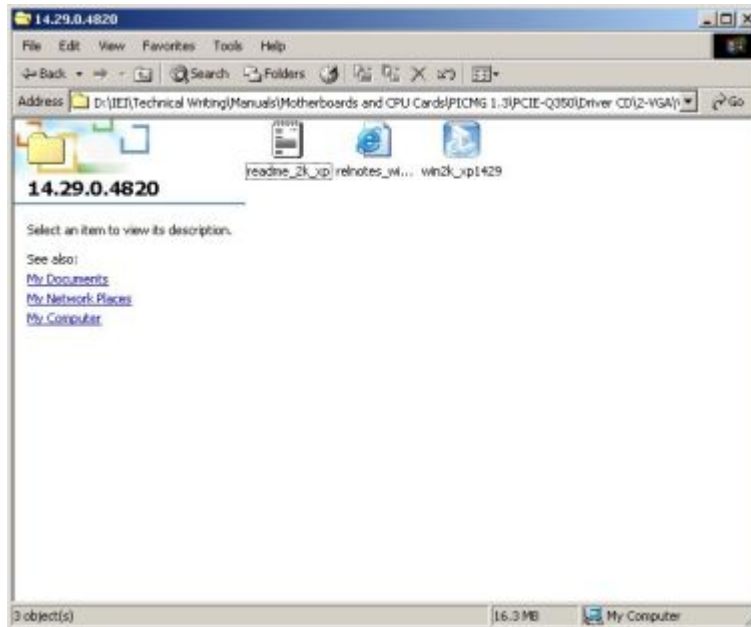 14.29.0.4820
File Edit View Favorites Tools Help
Back Search Folders
Address D:\IEI\Technical Writing\Manuals\Motherboards and CPU Cards\PICMG 1.3\PCIE-Q350\Driver CD\2-VGA\ Go
readme_2k_xp relnotes_wi... win2k_xp1429
14.29.0.4820
Select an item to view its description.
See also:
My Documents
My Network Places
My Computer
3 object(s) 16.3 MB My Computer